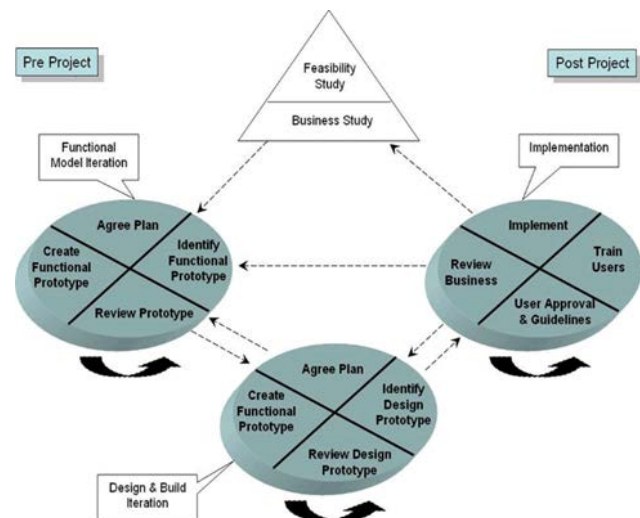 Pre Project
Feasibility
Study
Business Study
Post Project
Functional
Model Iteration
Implementation
Agree Plan
Create
Functional
Prototype
Identify
Functional
Prototype
Review Prototype
Implement
Review
Business
Train
Users
User Approval
& Guidelines
Agree Plan
Create
Functional
Prototype
Identify
Design
Prototype
Review Design
Prototype
Design & Build
Iteration